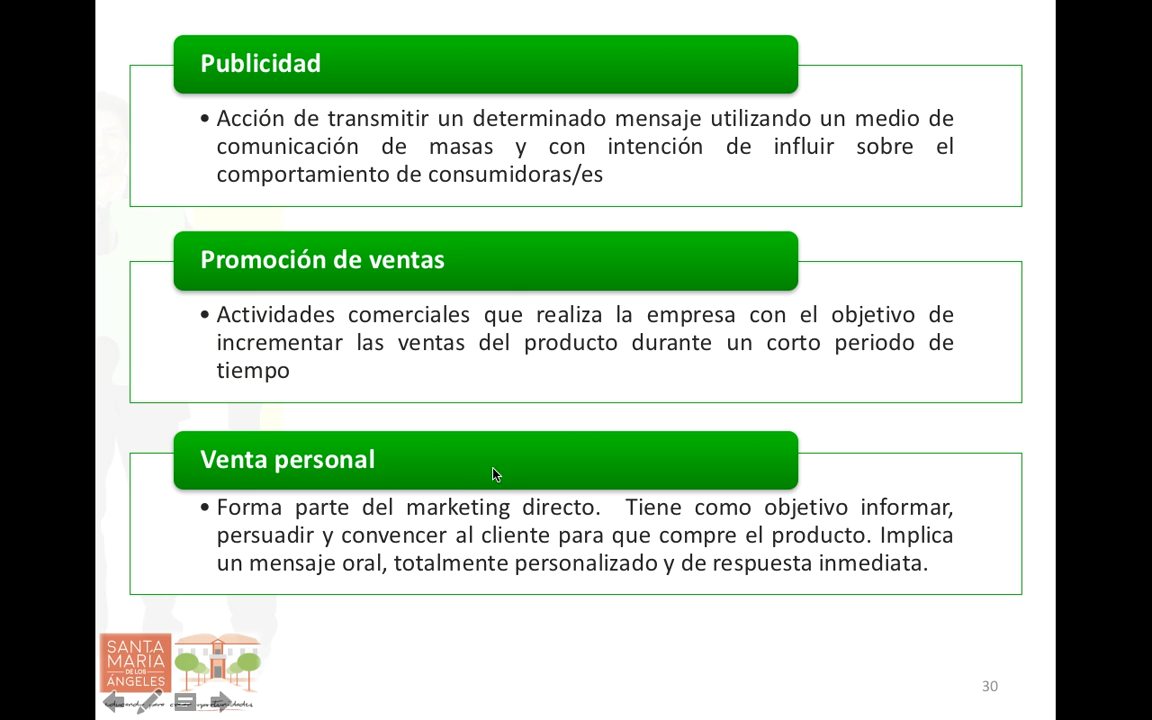 Publicidad
• Acción de transmitir un determinado mensaje utilizando un medio de
comunicación de masas y con intención de influir sobre el
comportamiento de consumidoras/es
Promoción de ventas
• Actividades comerciales que realiza la empresa con el objetivo de
incrementar las ventas del producto durante un corto periodo de
tiempo
Venta personal
• Forma parte del marketing directo. Tiene como objetivo informar,
persuadir y convencer al cliente para que compre el producto. Implica
un mensaje oral, totalmente personalizado y de respuesta inmediata.
SANTA
MARIA
DE LOS
ÁNGELES
30